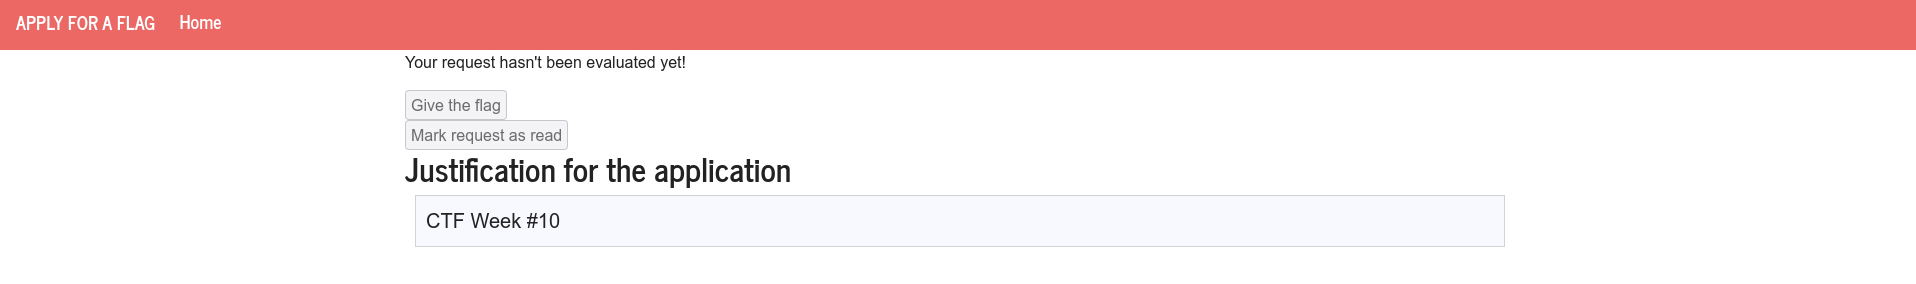 APPLY FOR A FLAG Home
Your request hasn't been evaluated yet!
Give the flag
Mark request as read
Justification for the application
CTF Week #10